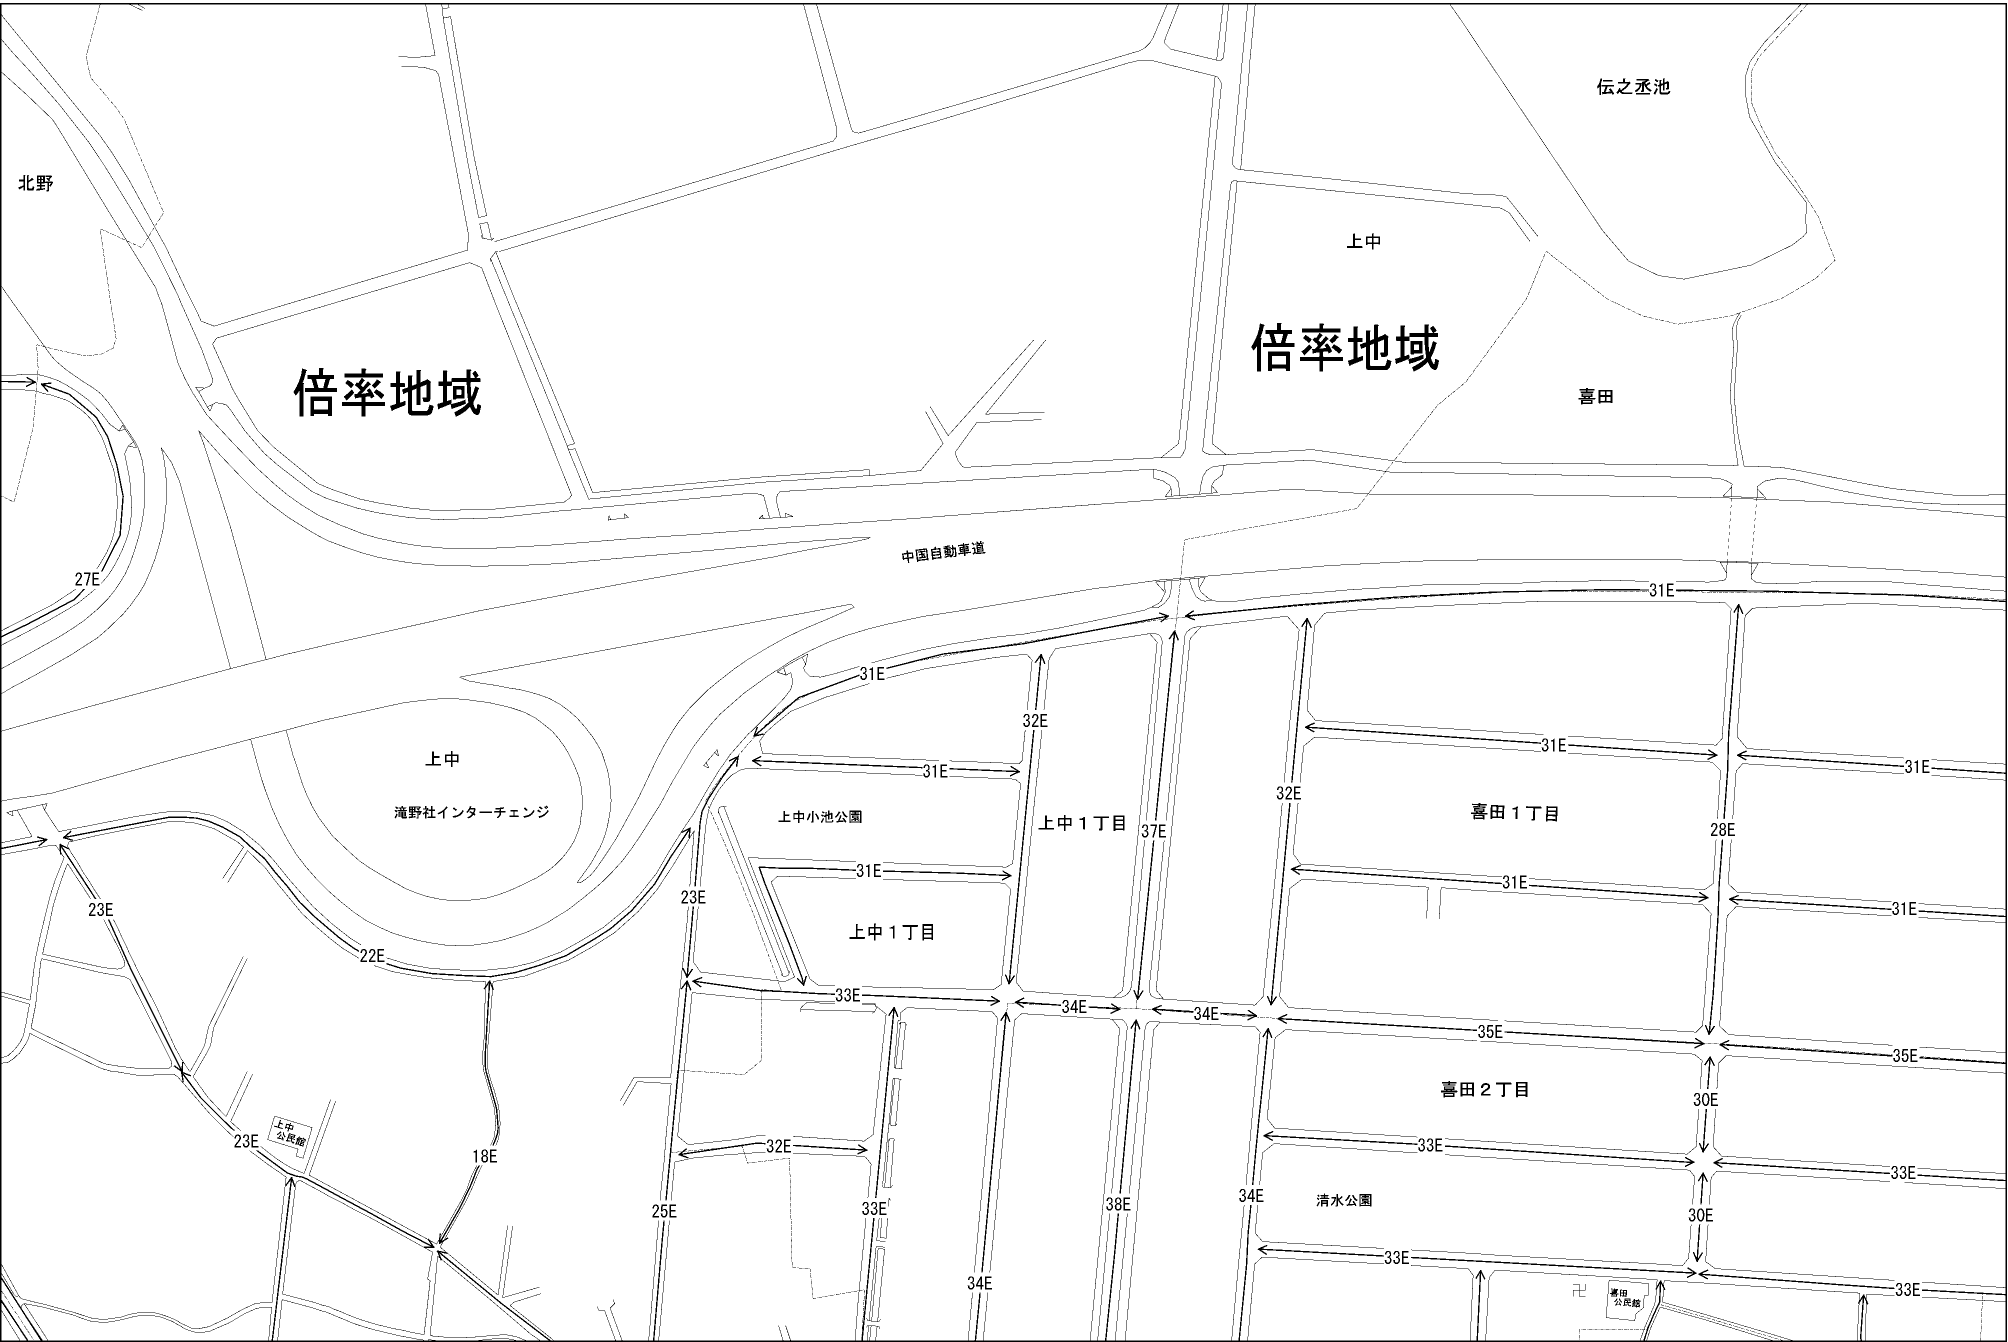 伝之丞池
北野
上中
倍率地域
倍率地域
喜田
中国自動車道
27E
31E
31E
32E
31E
31E
上中
31E
32E
滝野社インターチェンジ
上中小池公園
上中１丁目
37E
喜田１丁目
28E
31E
23E
31E
31E
23E
上中１丁目
22E
33E
34E
34E
35E
35E
喜田２丁目
30E
上中
公民館
23E
18E
32E
33E
33E
25E
33E
38E
34E
清水公園
30E
34E
33E
33E
喜田
公民館